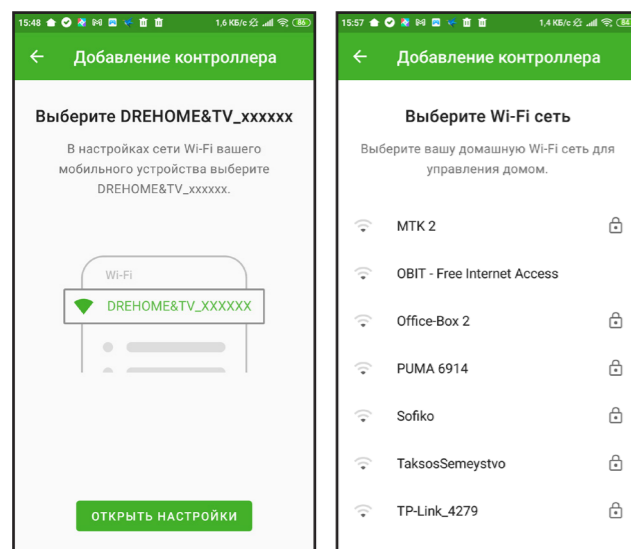 15:48 1,6 КБ/с 86
Добавление контроллера
Выберите DREHOME&TV_xxxxxx
В настройках сети Wi-Fi вашего
мобильного устройства выберите
DREHOME&TV_xxxxxx.
Wi-Fi
DREHOME&TV_XXXXXX
ОТКРЫТЬ НАСТРОЙКИ
15:57 1,4 КБ/с 84
Добавление контроллера
Выберите Wi-Fi сеть
Выберите вашу домашную Wi-Fi сеть для
управления домом.
MTK 2
OBIT - Free Internet Access
Office-Box 2
PUMA 6914
Sofiko
TaksosSemeystvo
TP-Link_4279